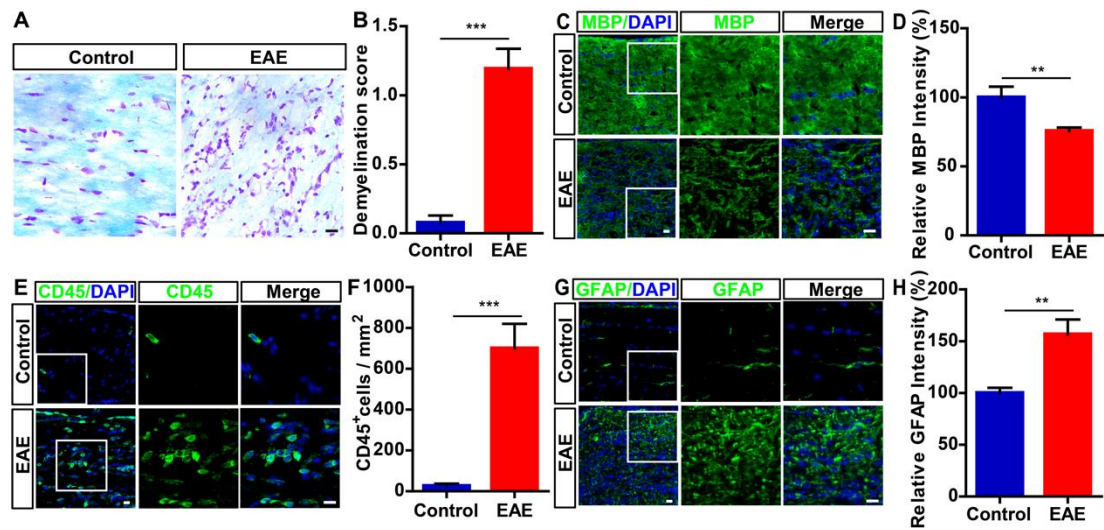 A
Control
EAE
B
Demyelination score
1.5
1.0
0.5
0.0
***
Control
EAE
C
MBP/DAPI
MBP
Merge
Control
EAE
D
Relative MBP Intensity (%)
150
100
50
0
**
Control
EAE
E
CD45/DAPI
CD45
Merge
Control
EAE
F
CD45+cells / mm2
1000
800
600
400
200
0
***
Control
EAE
G
GFAP/DAPI
GFAP
Merge
Control
EAE
H
Relative GFAP Intensity (%)
200
150
100
50
0
**
Control
EAE